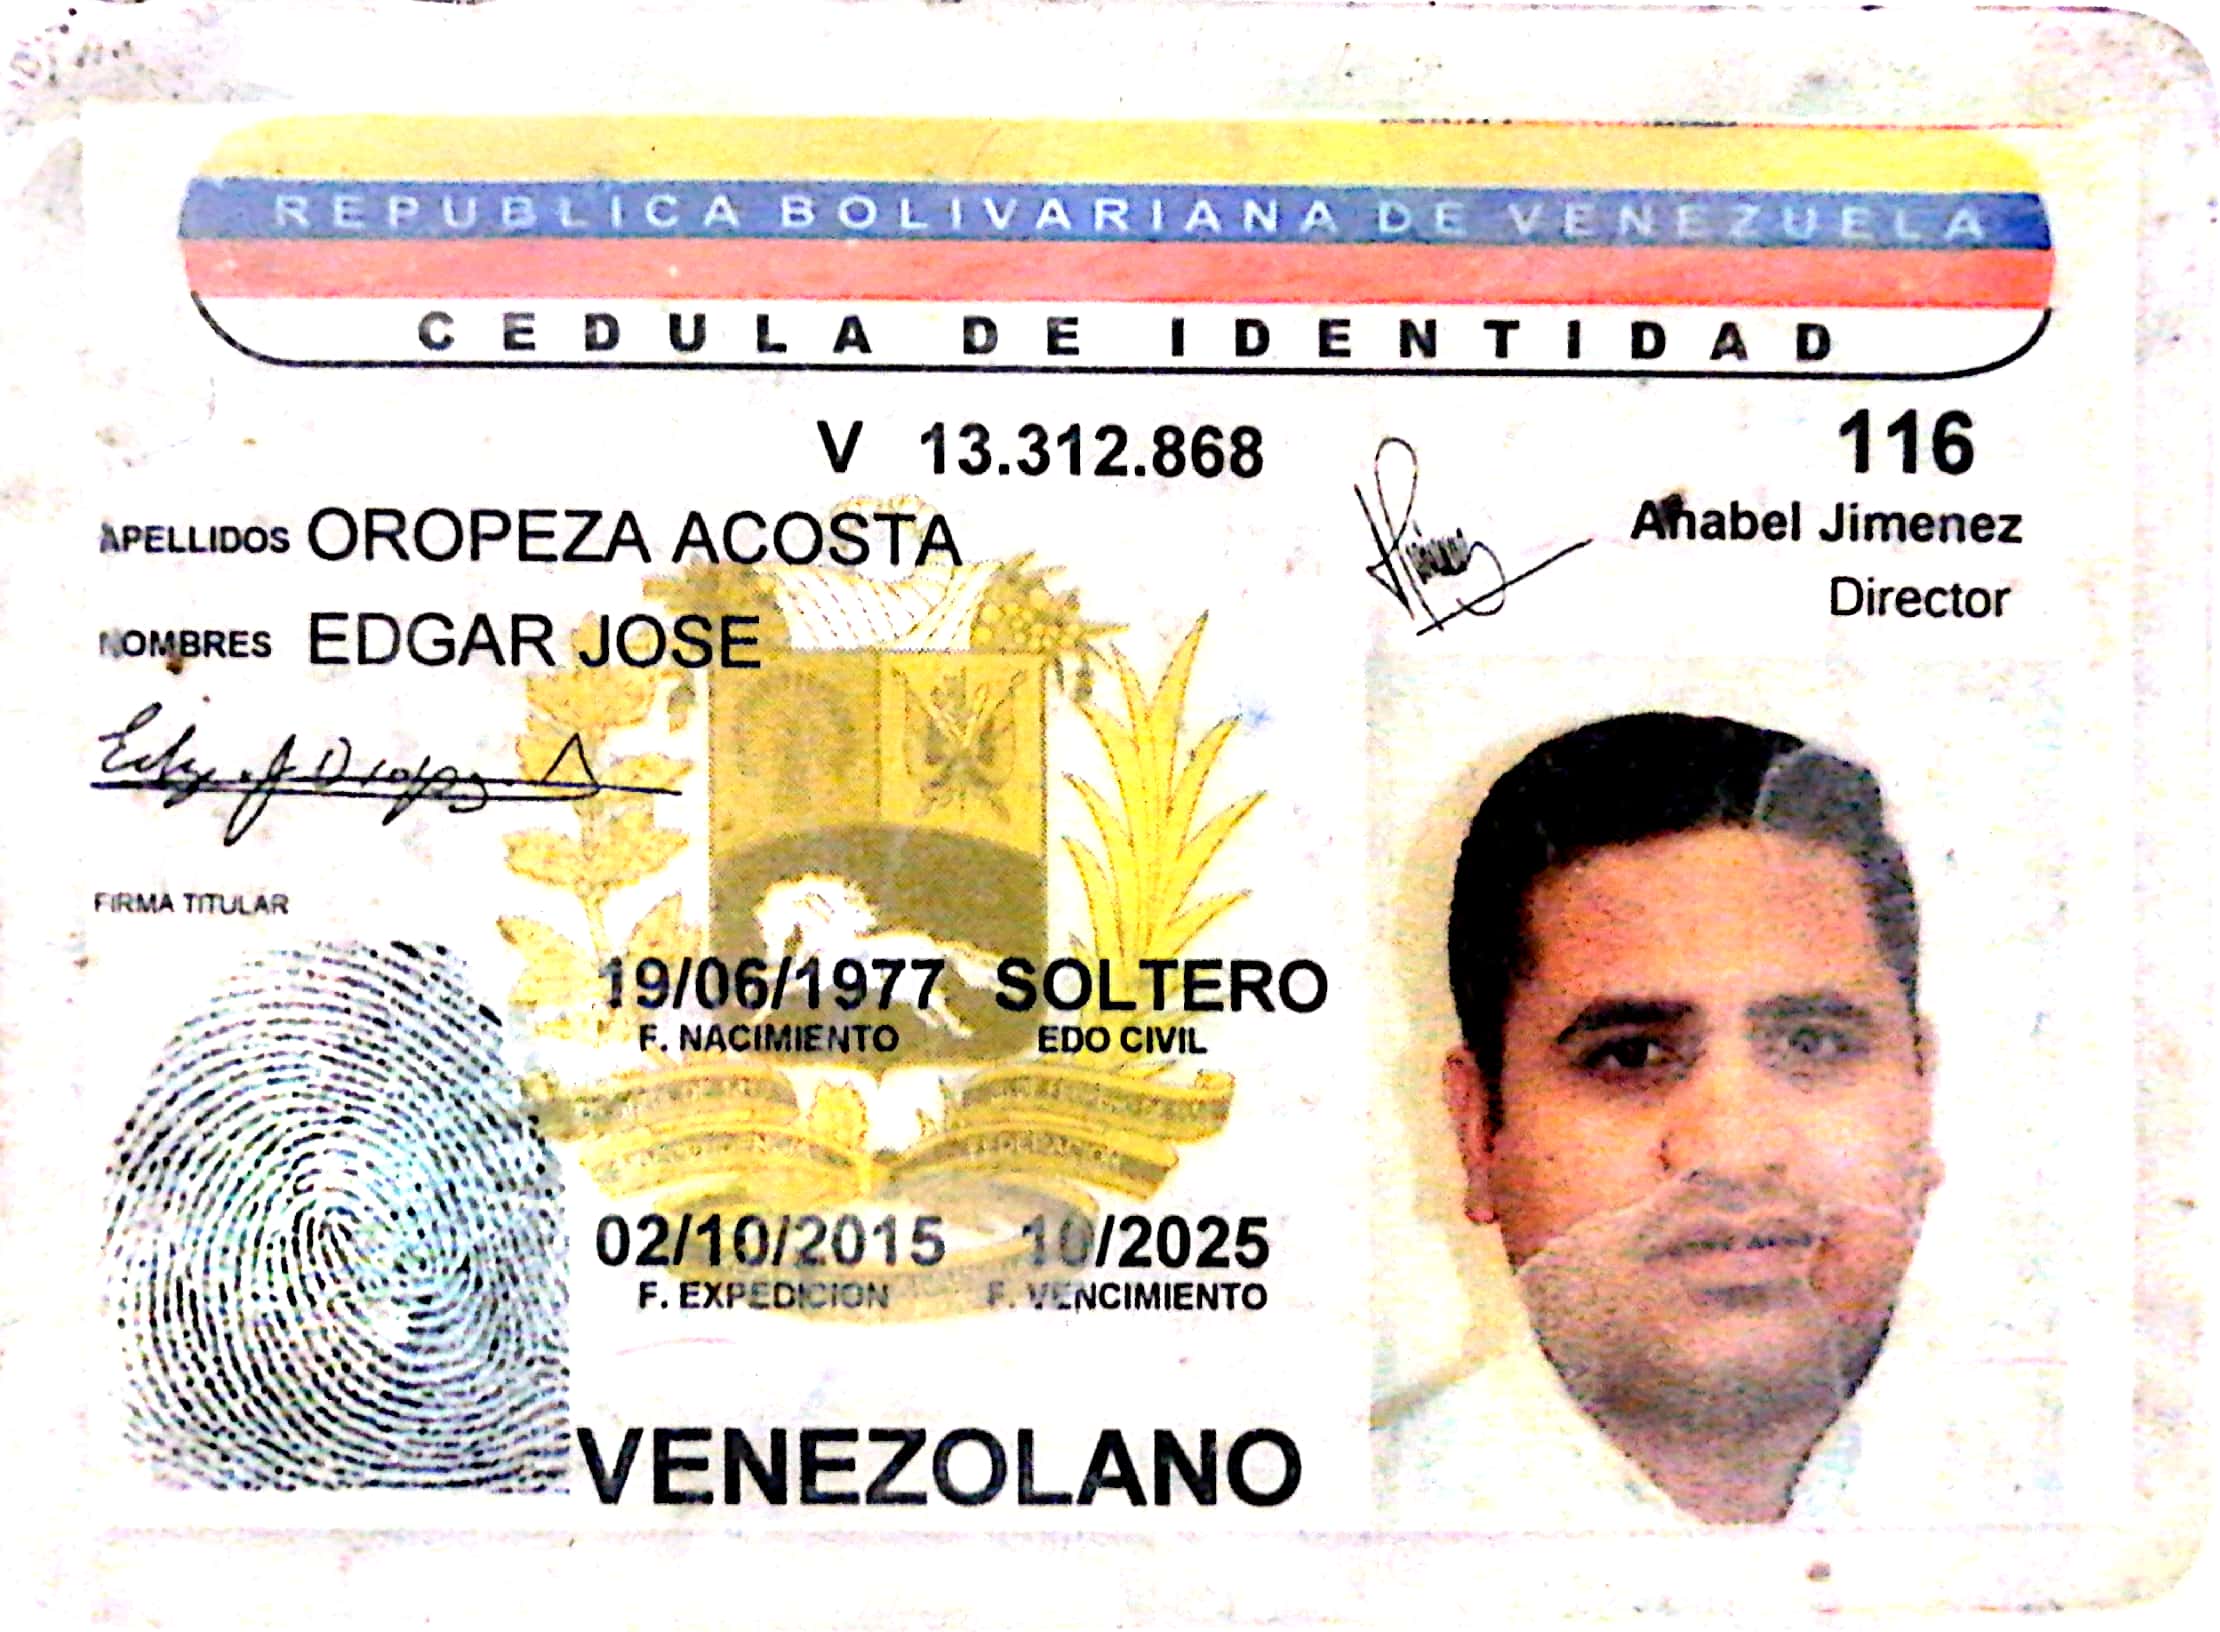 REPUBLICA BOLIVARIANA DE VENEZUELA
CEDULA DE IDENTIDAD
V 13.312.868
116
Anabel Jimenez
Director
APELLIDOS OROPEZA ACOSTA
NOMBRES EDGAR JOSE
FIRMA TITULAR
19/06/1977 SOLTERO
F. NACIMIENTO EDO CIVIL
02/10/2015 10/2025
F. EXPEDICION F. VENCIMIENTO
VENEZOLANO